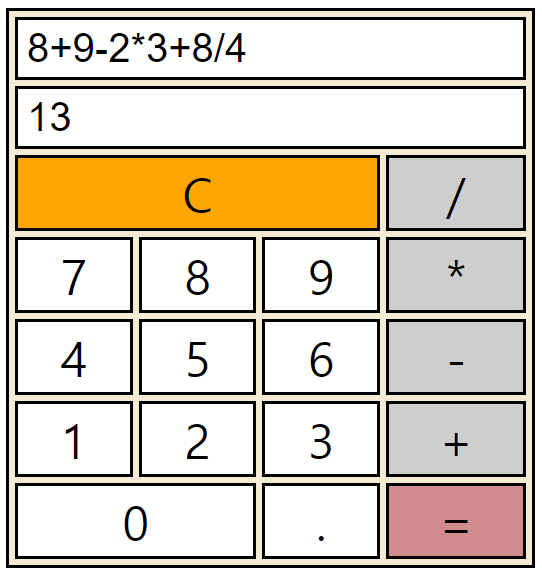 8+9-2*3+8/4
13
C /
7 8 9 *
4 5 6 -
1 2 3 +
0 . =